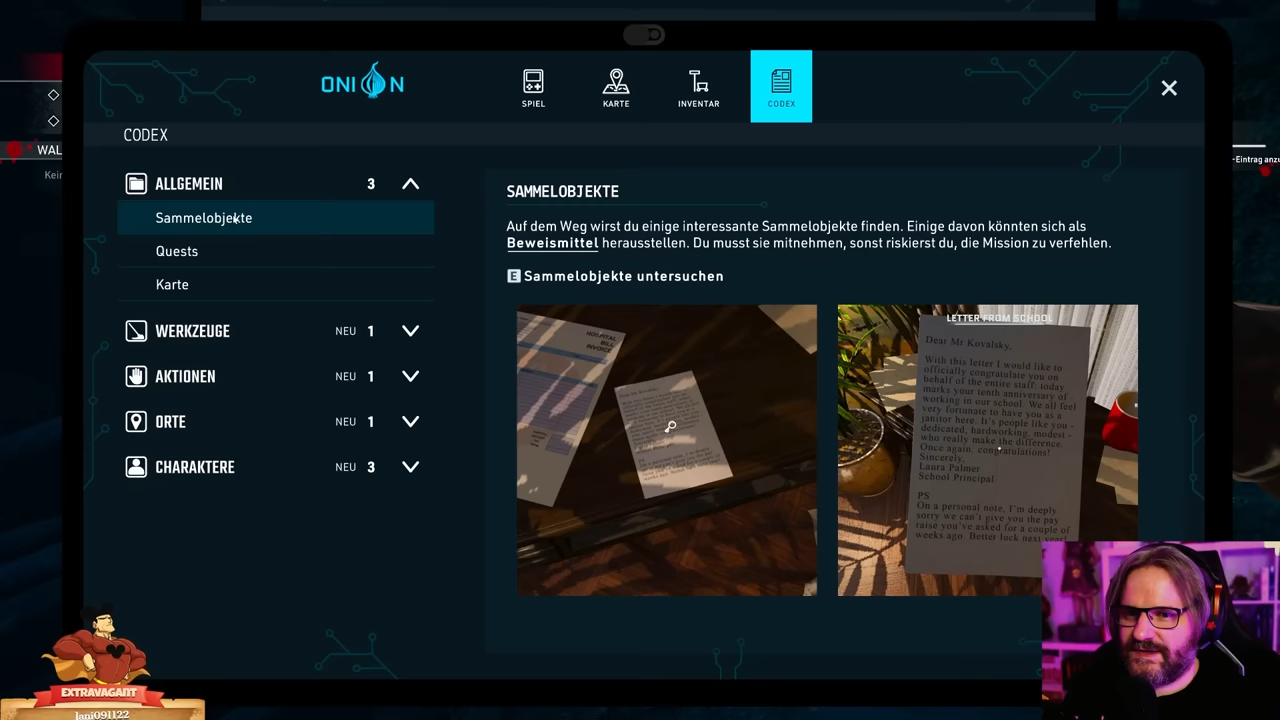 ONION
SPIEL
KARTE
INVENTAR
CODEX
CODEX
WAL
Kein
-Eintrag anzu
ALLGEMEIN 3
Sammelobjekte
Quests
Karte
WERKZEUGE NEU 1
AKTIONEN NEU 1
ORTE NEU 1
CHARAKTERE NEU 3
SAMMELOBJEKTE
Auf dem Weg wirst du einige interessante Sammelobjekte finden. Einige davon könnten sich als
Beweismittel herausstellen. Du musst sie mitnehmen, sonst riskierst du, die Mission zu verfehlen.
E Sammelobjekte untersuchen
HOSPITAL
BILL
INVOICE
LETTER FROM SCHOOL
Dear Mr Kovalsky,
With this letter I would like to
officially congratulate you on
behalf of the entire staff: today
marks your tenth anniversary of
working in our school. We all feel
very fortunate to have you as a
janitor here. It's people like you -
dedicated, hardworking, modest -
who really make the difference.
Once again, congratulations!
Sincerely,
Laura Palmer
School Principal
PS
On a personal note, I'm deeply
sorry we can't give you the pay
raise you've asked for a couple of
weeks ago. Better luck next year!
EXTRAVAGANT
Jani091122